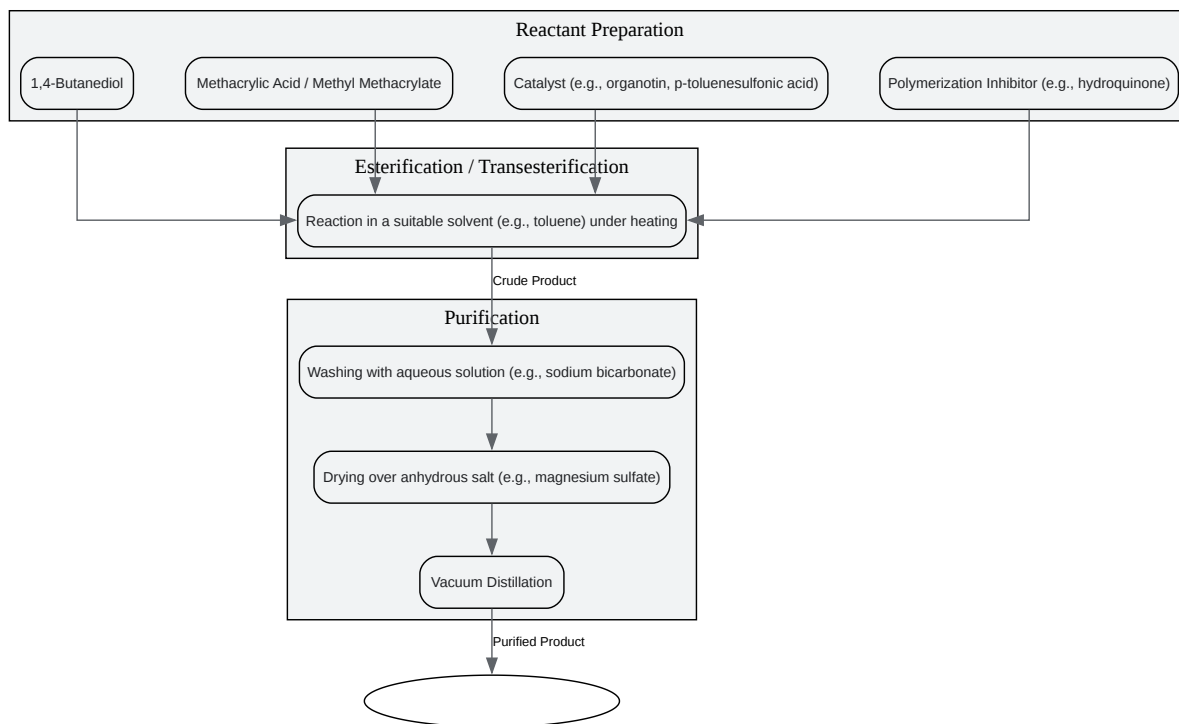 Reactant Preparation
1,4-Butanediol
Methacrylic Acid / Methyl Methacrylate
Catalyst (e.g., organotin, p-toluenesulfonic acid)
Polymerization Inhibitor (e.g., hydroquinone)
Esterification / Transesterification
Reaction in a suitable solvent (e.g., toluene) under heating
Crude Product
Purification
Washing with aqueous solution (e.g., sodium bicarbonate)
Drying over anhydrous salt (e.g., magnesium sulfate)
Vacuum Distillation
Purified Product